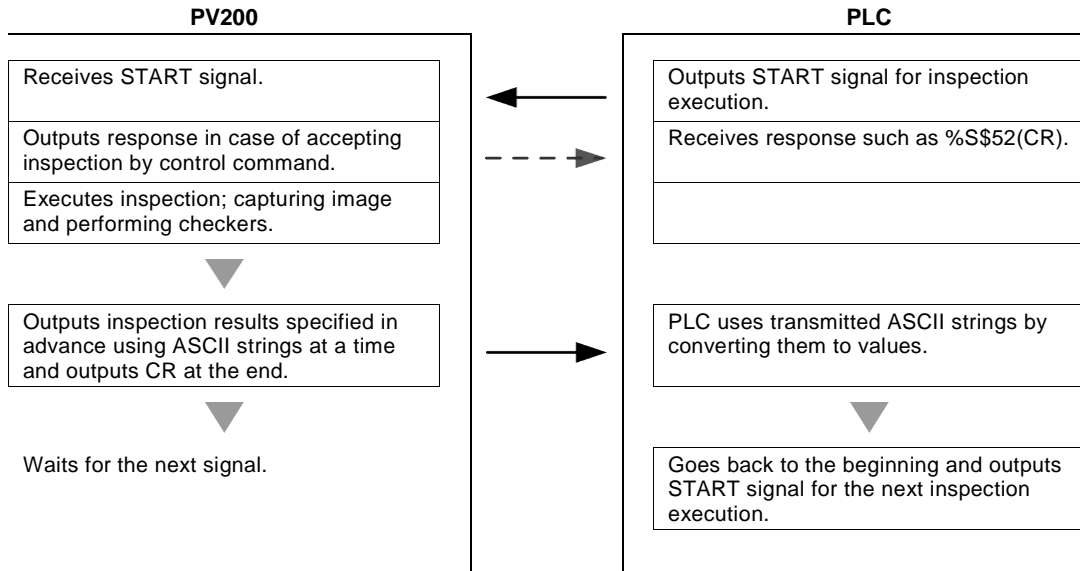 PV200
PLC
Receives START signal.
Outputs START signal for inspection
execution.
Outputs response in case of accepting
inspection by control command.
Receives response such as %S$52(CR).
Executes inspection; capturing image
and performing checkers.
Outputs inspection results specified in
advance using ASCII strings at a time
and outputs CR at the end.
PLC uses transmitted ASCII strings by
converting them to values.
Waits for the next signal.
Goes back to the beginning and outputs
START signal for the next inspection
execution.